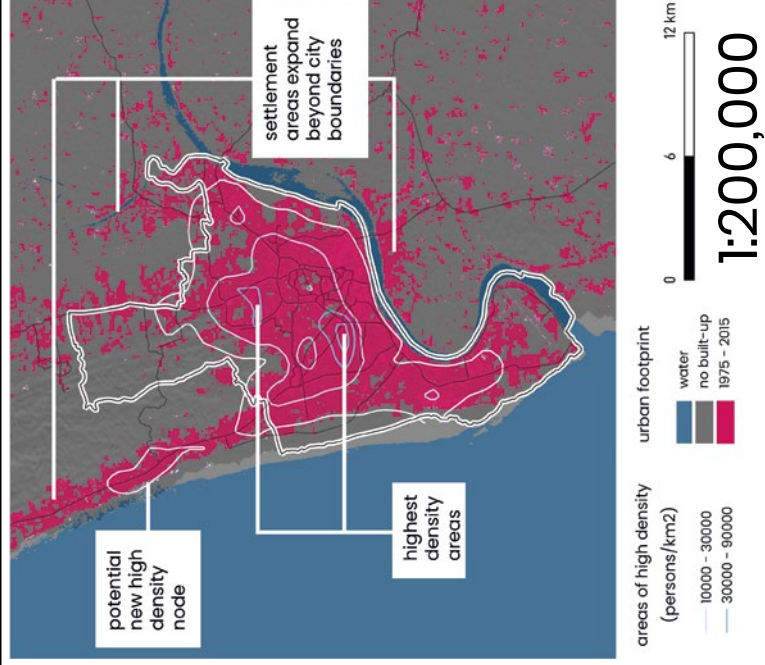 settlement
areas expand
beyond city
boundaries
potential
new high
density
node
highest
density
areas
areas of high density
(persons/km2)
10000 - 30000
30000 - 90000
urban footprint
water
no built-up
1975 - 2015
0
6
12 km
1:200,000